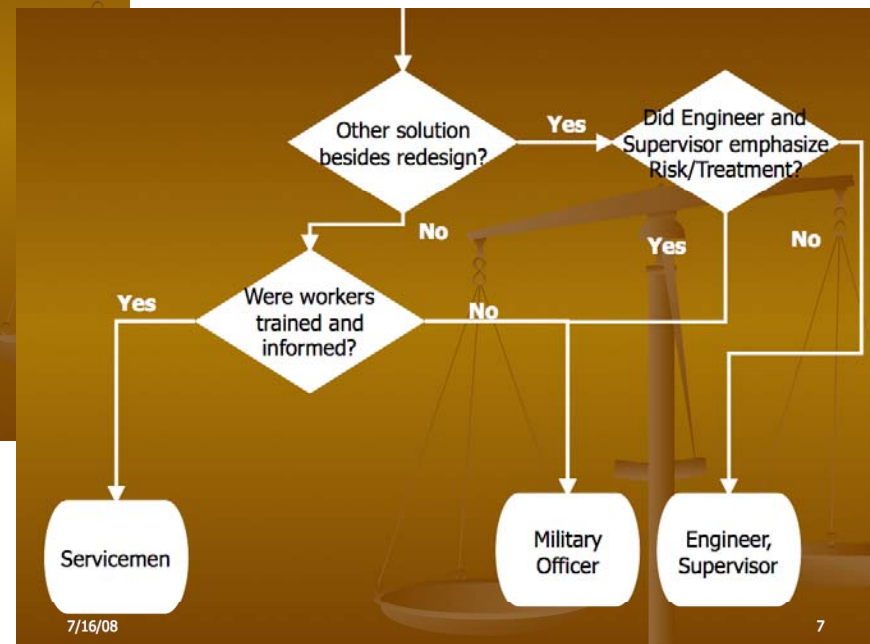 Other solution
besides redesign?
Yes
Did Engineer and
Supervisor emphasize
Risk/Treatment?
No
Yes
No
Yes
Were workers
trained and
informed?
No
Servicemen
Military
Officer
Engineer,
Supervisor
7/16/08
7